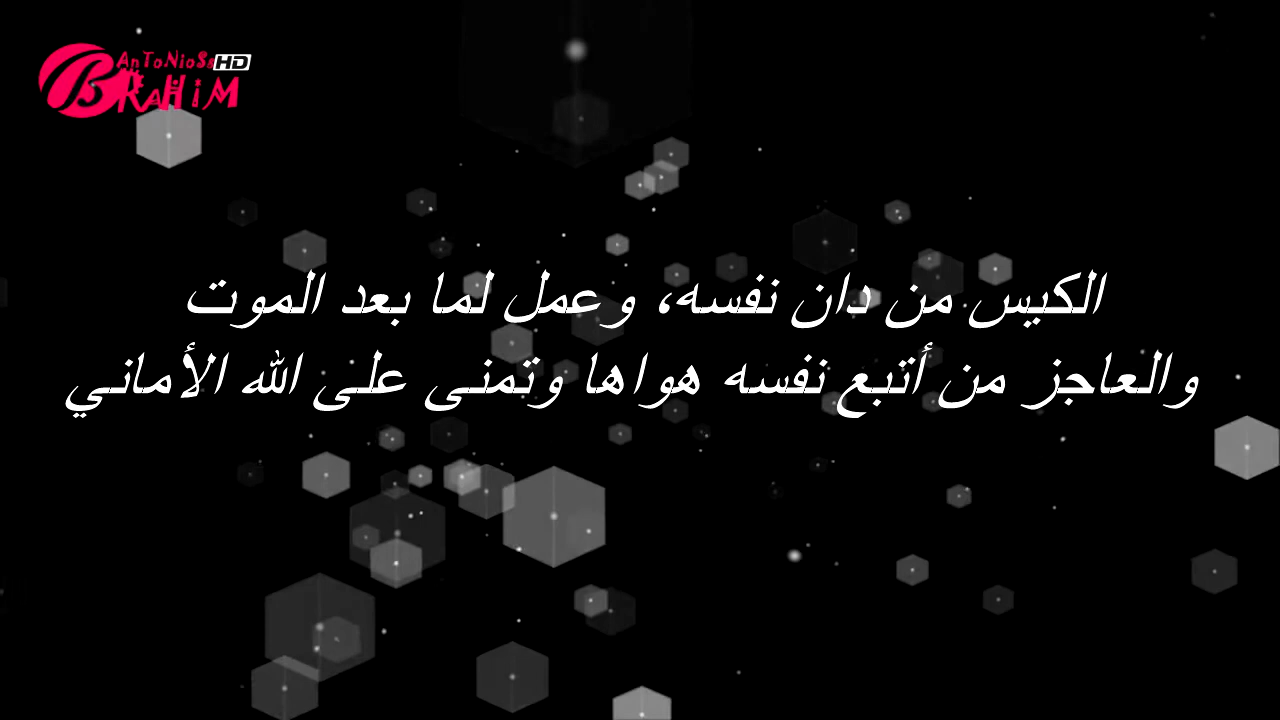 AnToNioSe HD
BRaHiM
الكيس من دان نفسه، وعمل لما بعد الموت
والعاجز من أتبع نفسه هواها وتمنى على الله الأماني